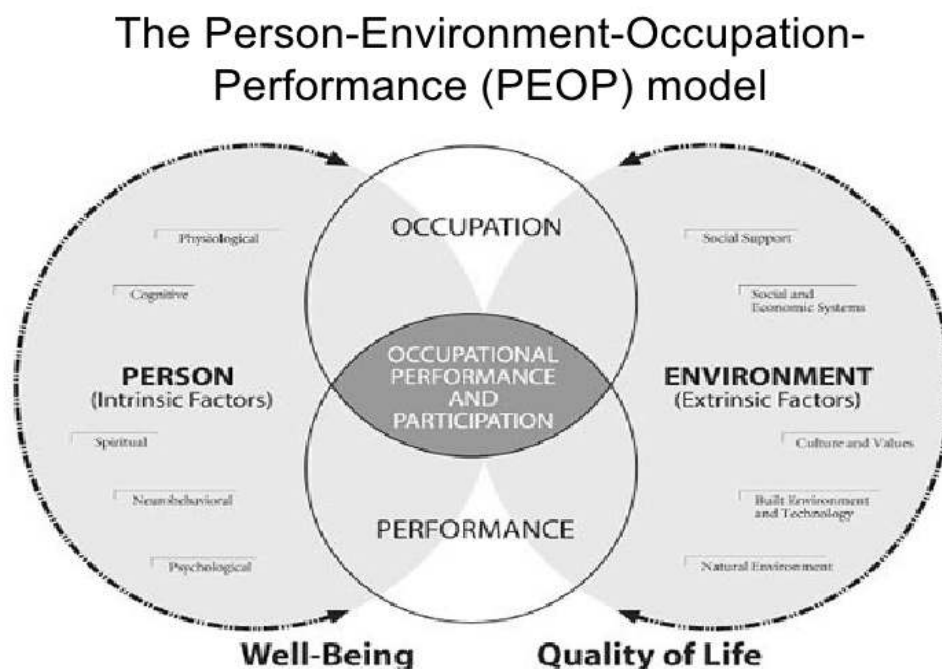 The Person-Environment-Occupation-
Performance (PEOP) model
OCCUPATION
Physiological
Cognitive
PERSON
(Intrinsic Factors)
Spiritual
Neurobehavioral
Psychological
OCCUPATIONAL
PERFORMANCE
AND
PARTICIPATION
Social Support
Social and
Economic Systems
ENVIRONMENT
(Extrinsic Factors)
Culture and Values
Built Environment
and Technology
Natural Environment
PERFORMANCE
Well-Being
Quality of Life